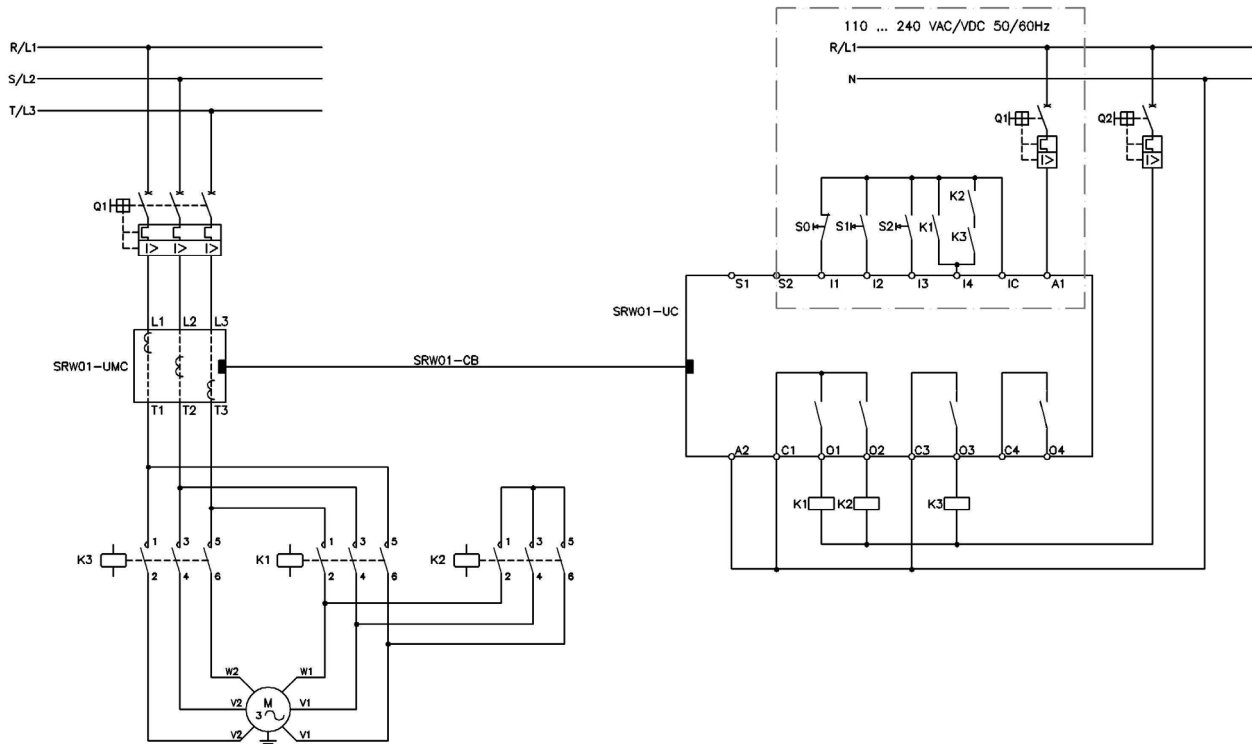 110 ... 240 VAC/VDC 50/60Hz
R/L1
R/L1
N
S/L2
T/L3
Q1
Q2
Q1
K2
S0
S1
S2
K1
K3
S1
S2
I1
I2
I3
I4
IC
A1
I>
I>
I>
I>
I>
SRW01-UC
L1
L2
L3
SRW01-UMC
SRW01-CB
T1
T2
T3
A2
C1
O1
O2
C3
O3
C4
O4
K1
K2
K3
1
3
5
1
3
5
1
3
5
K3
K1
K2
2
4
6
2
4
6
2
4
6
W2
W1
V2
M
3
V1
V2
V1